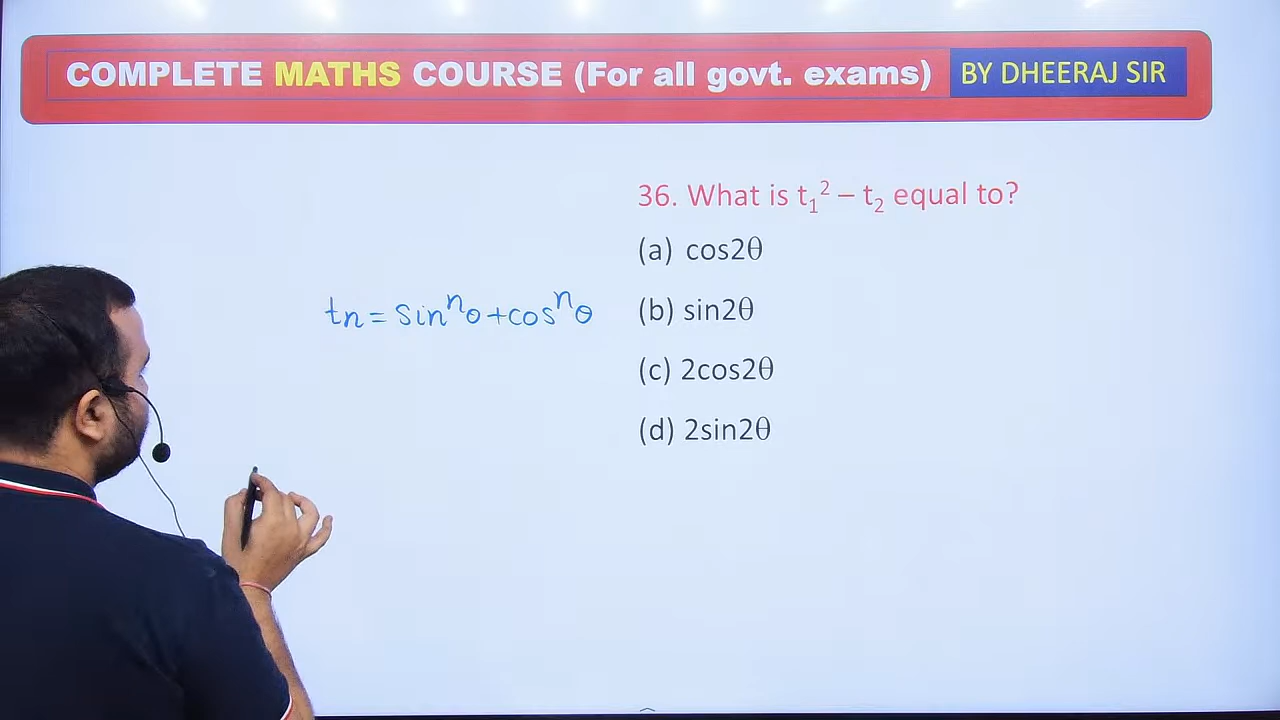 COMPLETE MATHS COURSE (For all govt. exams) BY DHEERAJ SIR
36. What is t₁² – t₂ equal to?
(a) cos2θ
tn = sinⁿθ + cosⁿθ
(b) sin2θ
(c) 2cos2θ
(d) 2sin2θ